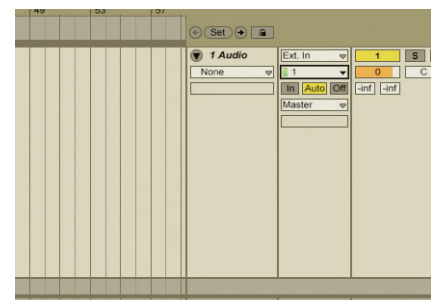 49 53 57
Set
1 Audio Ext. In 1 S
None 1 0 C
In Auto Off -inf -inf
Master